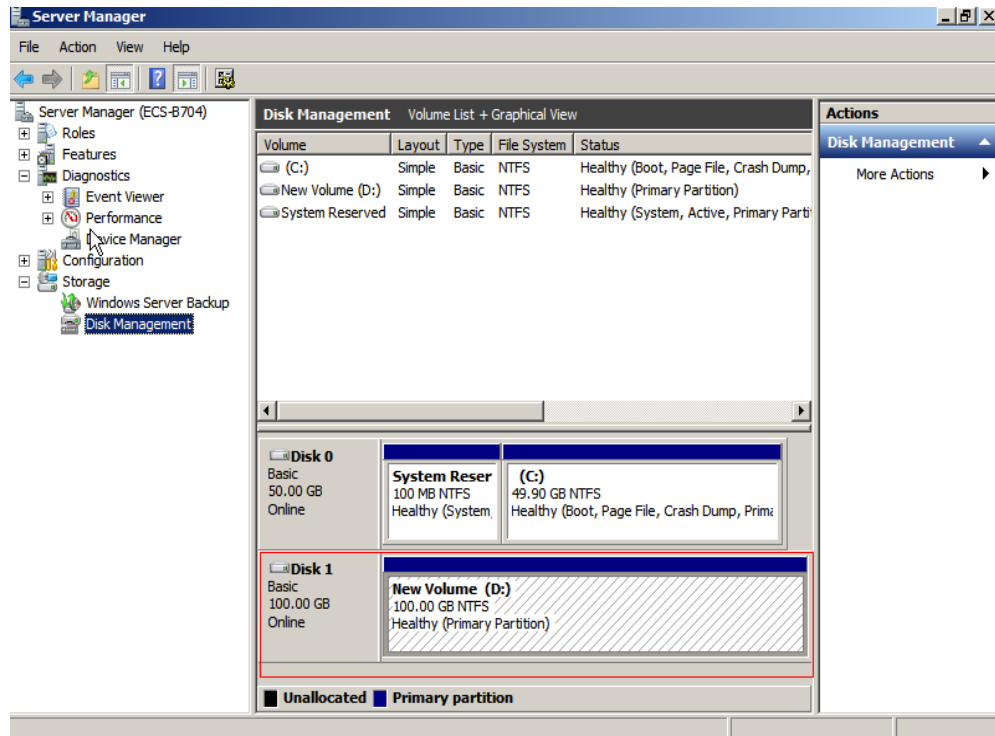 Server Manager
File Action View Help
Server Manager (ECS-B704)
Roles
Features
Diagnostics
Event Viewer
Performance
Device Manager
Configuration
Storage
Windows Server Backup
Disk Management
Disk Management Volume List + Graphical View
Volume Layout Type File System Status
(C:) Simple Basic NTFS Healthy (Boot, Page File, Crash Dump,
New Volume (D:) Simple Basic NTFS Healthy (Primary Partition)
System Reserved Simple Basic NTFS Healthy (System, Active, Primary Parti
Disk 0
Basic
50.00 GB
Online
System Reser
100 MB NTFS
Healthy (System,
(C:)
49.90 GB NTFS
Healthy (Boot, Page File, Crash Dump, Prima
Disk 1
Basic
100.00 GB
Online
New Volume (D:)
100.00 GB NTFS
Healthy (Primary Partition)
Unallocated Primary partition
Actions
Disk Management
More Actions